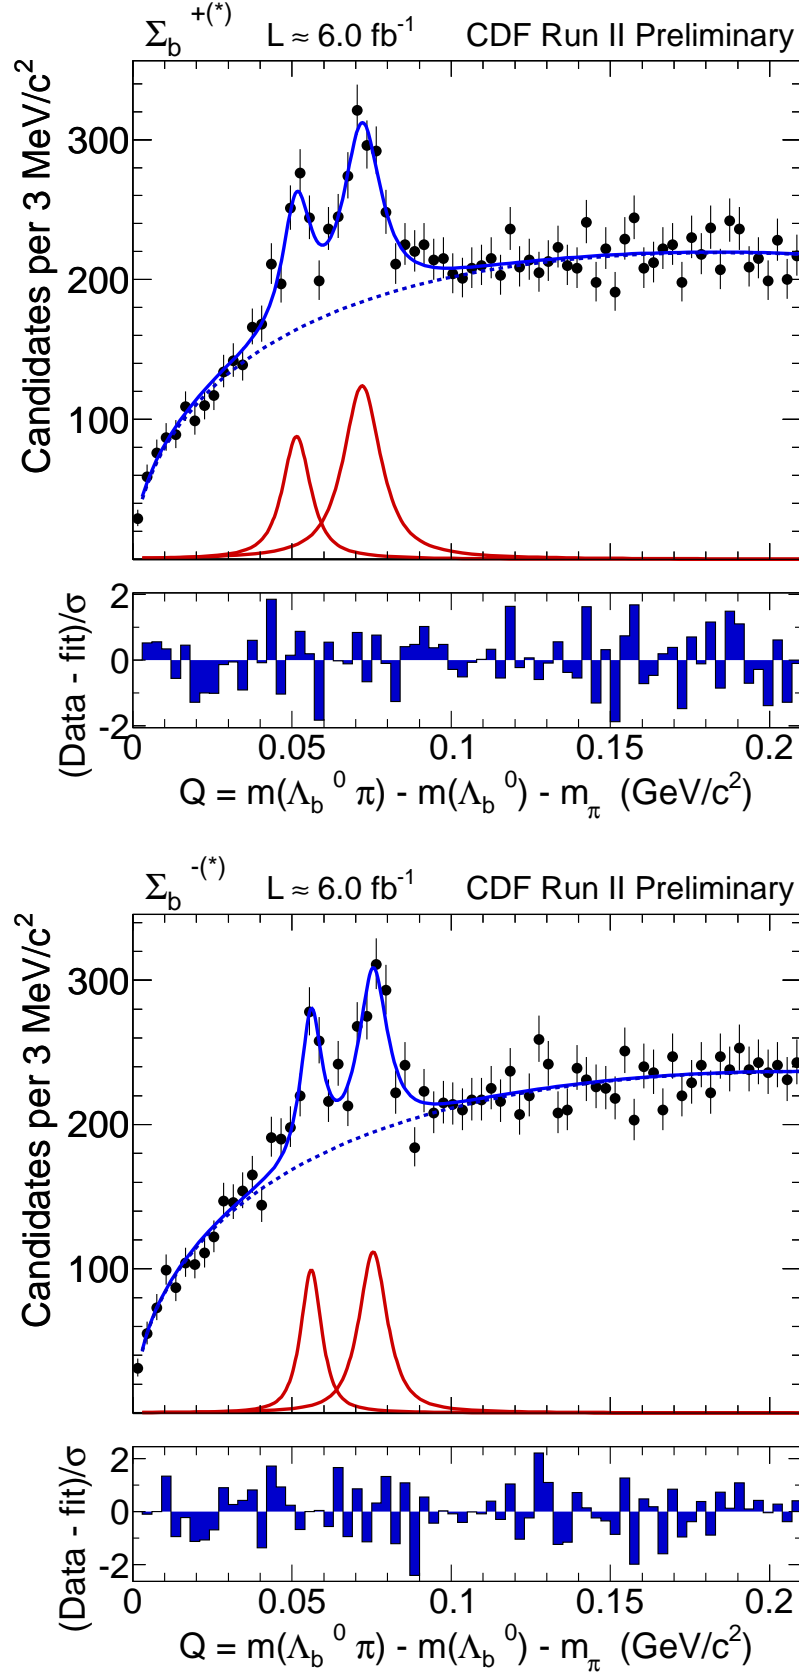 Σb+(*) L ≈ 6.0 fb-1 CDF Run II Preliminary
Candidates per 3 MeV/c2
300
200
100
(Data - fit)/σ
2
0
-2
0 0.05 0.1 0.15 0.2
Q = m(Λb0 π) - m(Λb0) - mπ (GeV/c2)
Σb-(*) L ≈ 6.0 fb-1 CDF Run II Preliminary
Candidates per 3 MeV/c2
300
200
100
(Data - fit)/σ
2
0
-2
0 0.05 0.1 0.15 0.2
Q = m(Λb0 π) - m(Λb0) - mπ (GeV/c2)